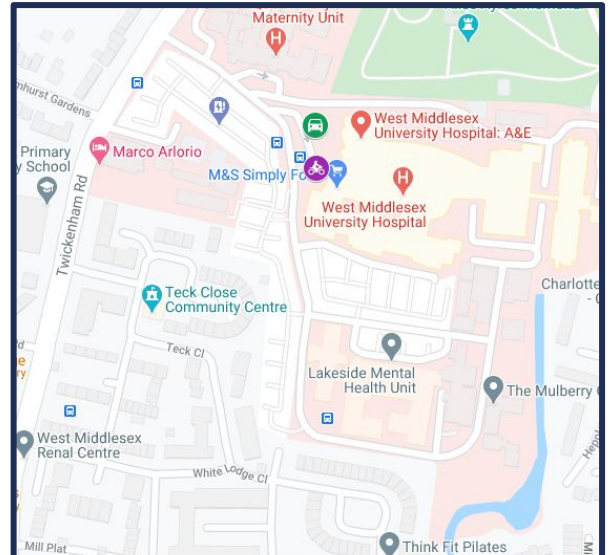 Maternity Unit
mhurst Gardens
West Middlesex
University Hospital: A&E
Primary
y School
Marco Arlorio
M&S Simply Fo
West Middlesex
University Hospital
Twickenham Rd
Charlotte
Teck Close
Community Centre
Teck Cl
Lakeside Mental
Health Unit
The Mulberry C
West Middlesex
Renal Centre
White Lodge Cl
Mill Plat
Think Fit Pilates